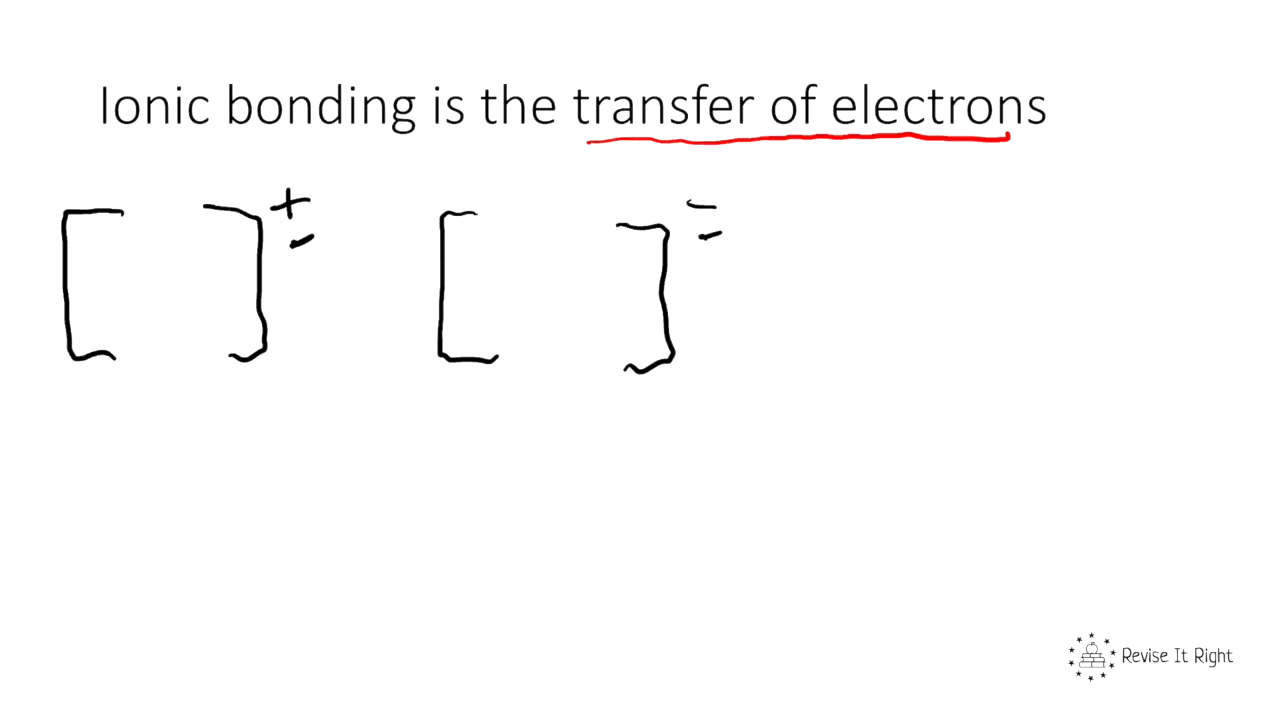 Ionic bonding is the transfer of electrons
[ ]+ - [ ]- -
Revise It Right